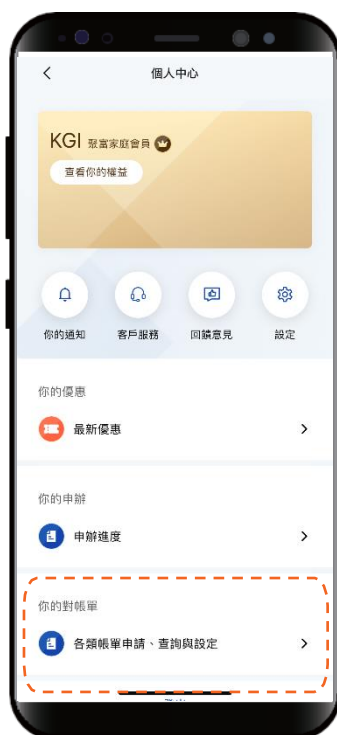 個人中心
KGI 聚富家庭會員
查看你的權益
你的通知 客戶服務 回饋意見 設定
你的優惠
最新優惠
你的申辦
申辦進度
你的對帳單
各類帳單申請、查詢與設定